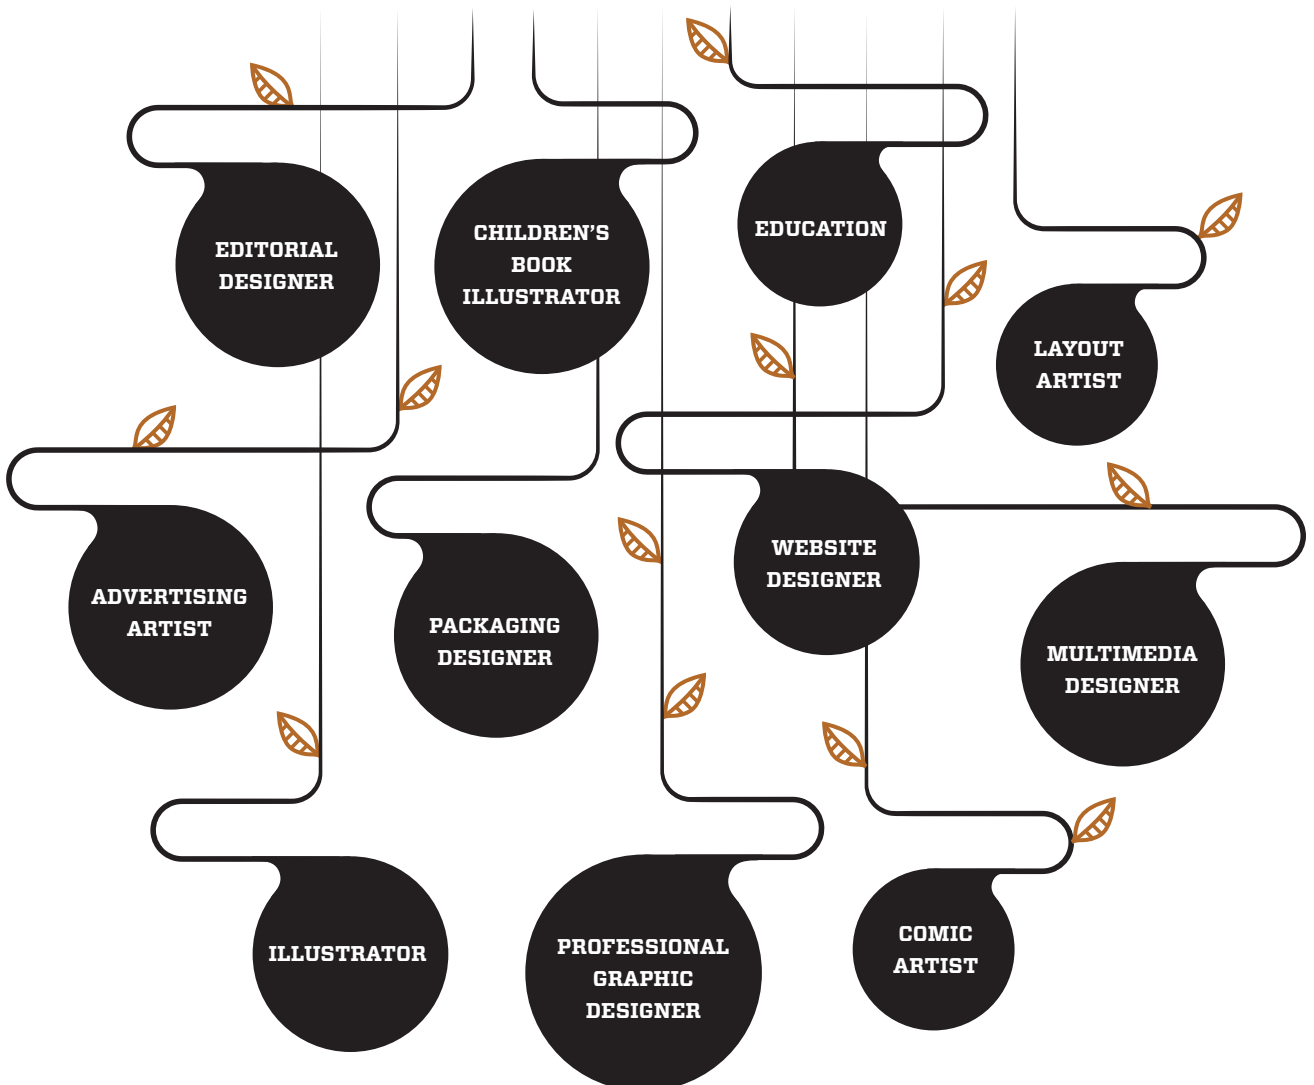 EDITORIAL
DESIGNER
CHILDREN'S
BOOK
ILLUSTRATOR
EDUCATION
LAYOUT
ARTIST
ADVERTISING
ARTIST
PACKAGING
DESIGNER
WEBSITE
DESIGNER
MULTIMEDIA
DESIGNER
ILLUSTRATOR
PROFESSIONAL
GRAPHIC
DESIGNER
COMIC
ARTIST